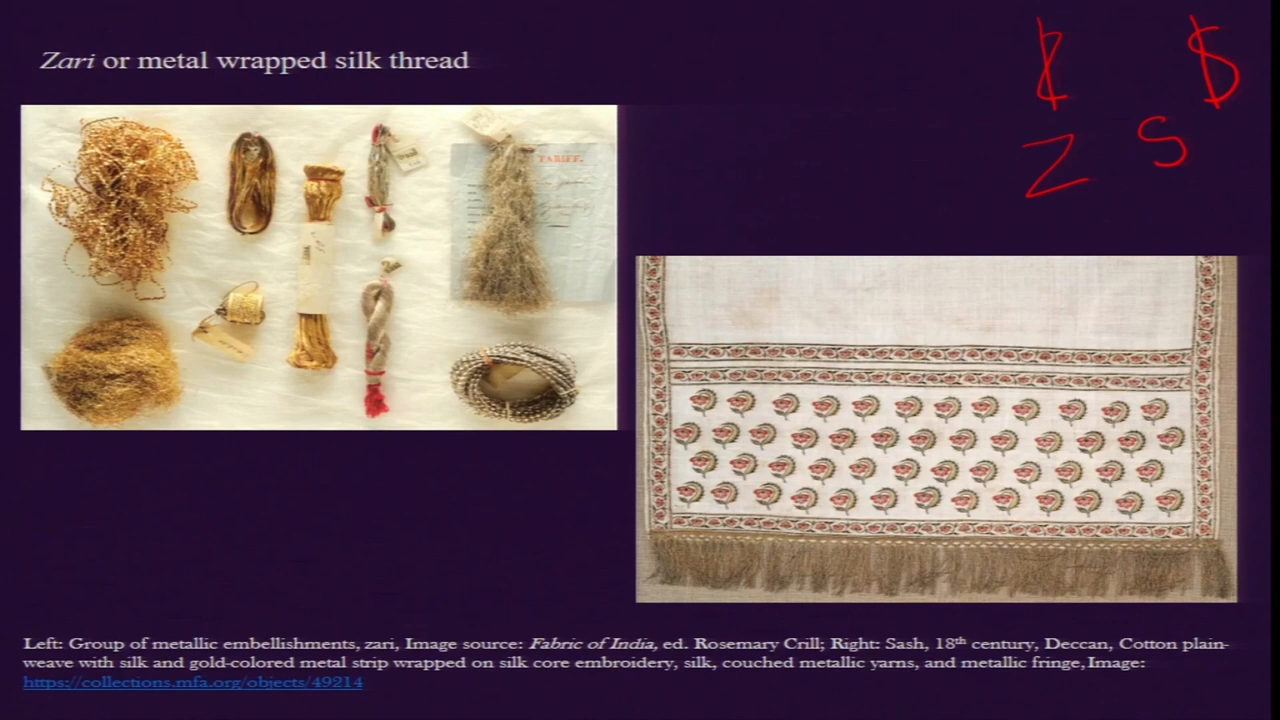 Zari or metal wrapped silk thread
Z S
TARIFF.
Left: Group of metallic embellishments, zari, Image source: Fabric of India, ed. Rosemary Crill; Right: Sash, 18th century, Deccan, Cotton plain-
weave with silk and gold-colored metal strip wrapped on silk core embroidery, silk, couched metallic yarns, and metallic fringe, Image:
https://collections.mfa.org/objects/49214